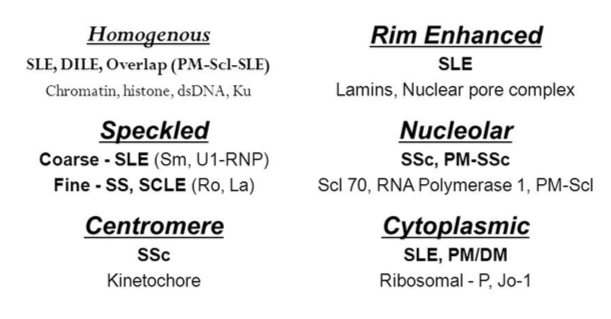 Homogenous
SLE, DILE, Overlap (PM-Scl-SLE)
Chromatin, histone, dsDNA, Ku
Speckled
Coarse - SLE (Sm, U1-RNP)
Fine - SS, SCLE (Ro, La)
Centromere
SSc
Kinetochore
Rim Enhanced
SLE
Lamins, Nuclear pore complex
Nucleolar
SSc, PM-SSc
Scl 70, RNA Polymerase 1, PM-Scl
Cytoplasmic
SLE, PM/DM
Ribosomal - P, Jo-1